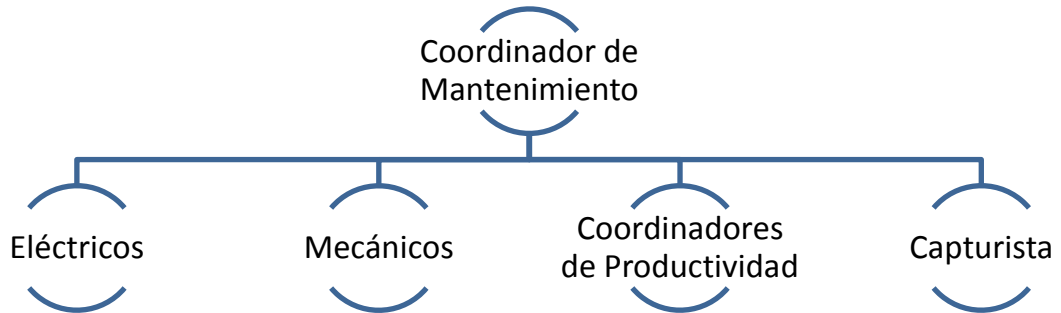 Coordinador de
Mantenimiento
Eléctricos
Mecánicos
Coordinadores
de Productividad
Capturista